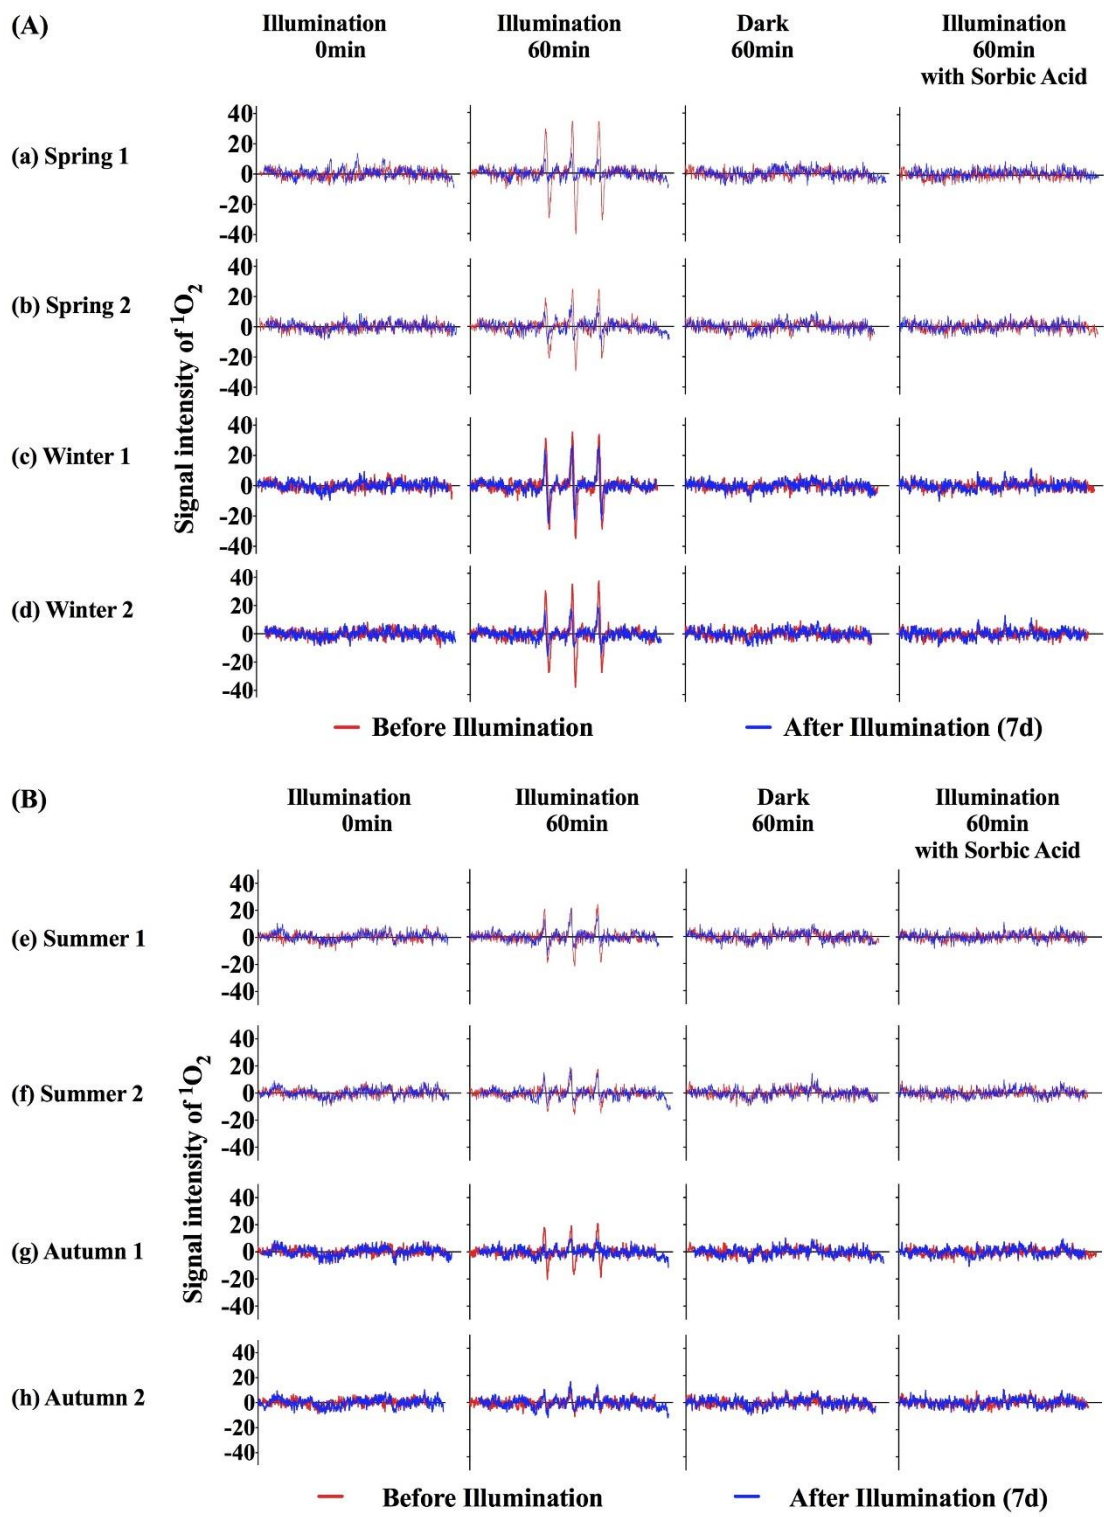 (A)
Illumination
0min
Illumination
60min
Dark
60min
Illumination
60min
with Sorbic Acid
Signal intensity of ¹O₂
(a) Spring 1
40
20
0
-20
-40
(b) Spring 2
40
20
0
-20
-40
(c) Winter 1
40
20
0
-20
-40
(d) Winter 2
40
20
0
-20
-40
Before Illumination
After Illumination (7d)
(B)
Illumination
0min
Illumination
60min
Dark
60min
Illumination
60min
with Sorbic Acid
Signal intensity of ¹O₂
(e) Summer 1
40
20
0
-20
-40
(f) Summer 2
40
20
0
-20
-40
(g) Autumn 1
40
20
0
-20
-40
(h) Autumn 2
40
20
0
-20
-40
Before Illumination
After Illumination (7d)